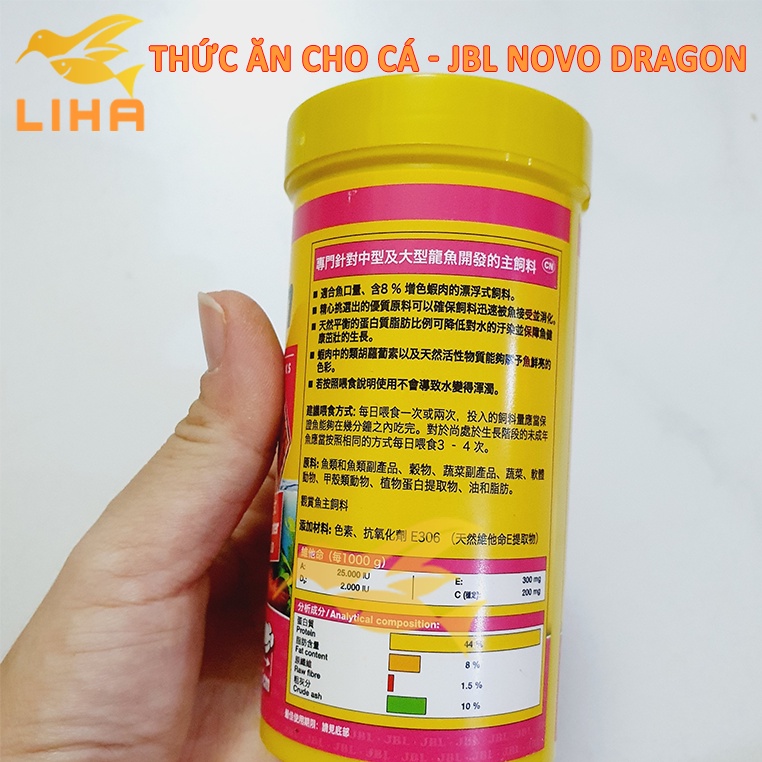 LIHA
THỨC ĂN CHO CÁ - JBL NOVO DRAGON
專門針對中型及大型龍魚開發的主飼料 CN
■ 適合魚口量、含8 % 增色蝦肉的漂浮式飼料。
■ 精心挑選出的優質原料可以確保飼料迅速被魚接受並消化。
■ 天然平衡的蛋白質脂肪比例可降低對水的汙染並保障魚健
康茁壯的生長。
■ 蝦肉中的類胡蘿蔔素以及天然活性物質能夠賦予魚鮮亮的
色彩。
■ 若按照喂食說明使用不會導致水變得渾濁。
建議喂食方式: 每日喂食一次或兩次，投入的飼料量應當保
證魚能夠在幾分鐘之內吃完。對於尚處於生長階段的未成年
魚應當按照相同的方式每日喂食3 - 4 次。
原料: 魚類和魚類副產品、穀物、蔬菜副產品、蔬菜、軟體
動物、甲殼類動物、植物蛋白提取物、油和脂肪。
觀賞魚主飼料
添加材料: 色素、抗氧化劑 E306 （天然維他命E提取物）
維他命（每1000 g）
A: 25.000 IU E: 300 mg
D₃: 2.000 IU C (穩定): 200 mg
分析成分/Analytical composition:
蛋白質
Protein 44 %
脂肪含量
Fat content 8 %
原纖維
Raw fibre 1.5 %
粗灰分
Crude ash 10 %
最佳使用期限：請見底部
JBL · JBL · JBL · JBL · JBL